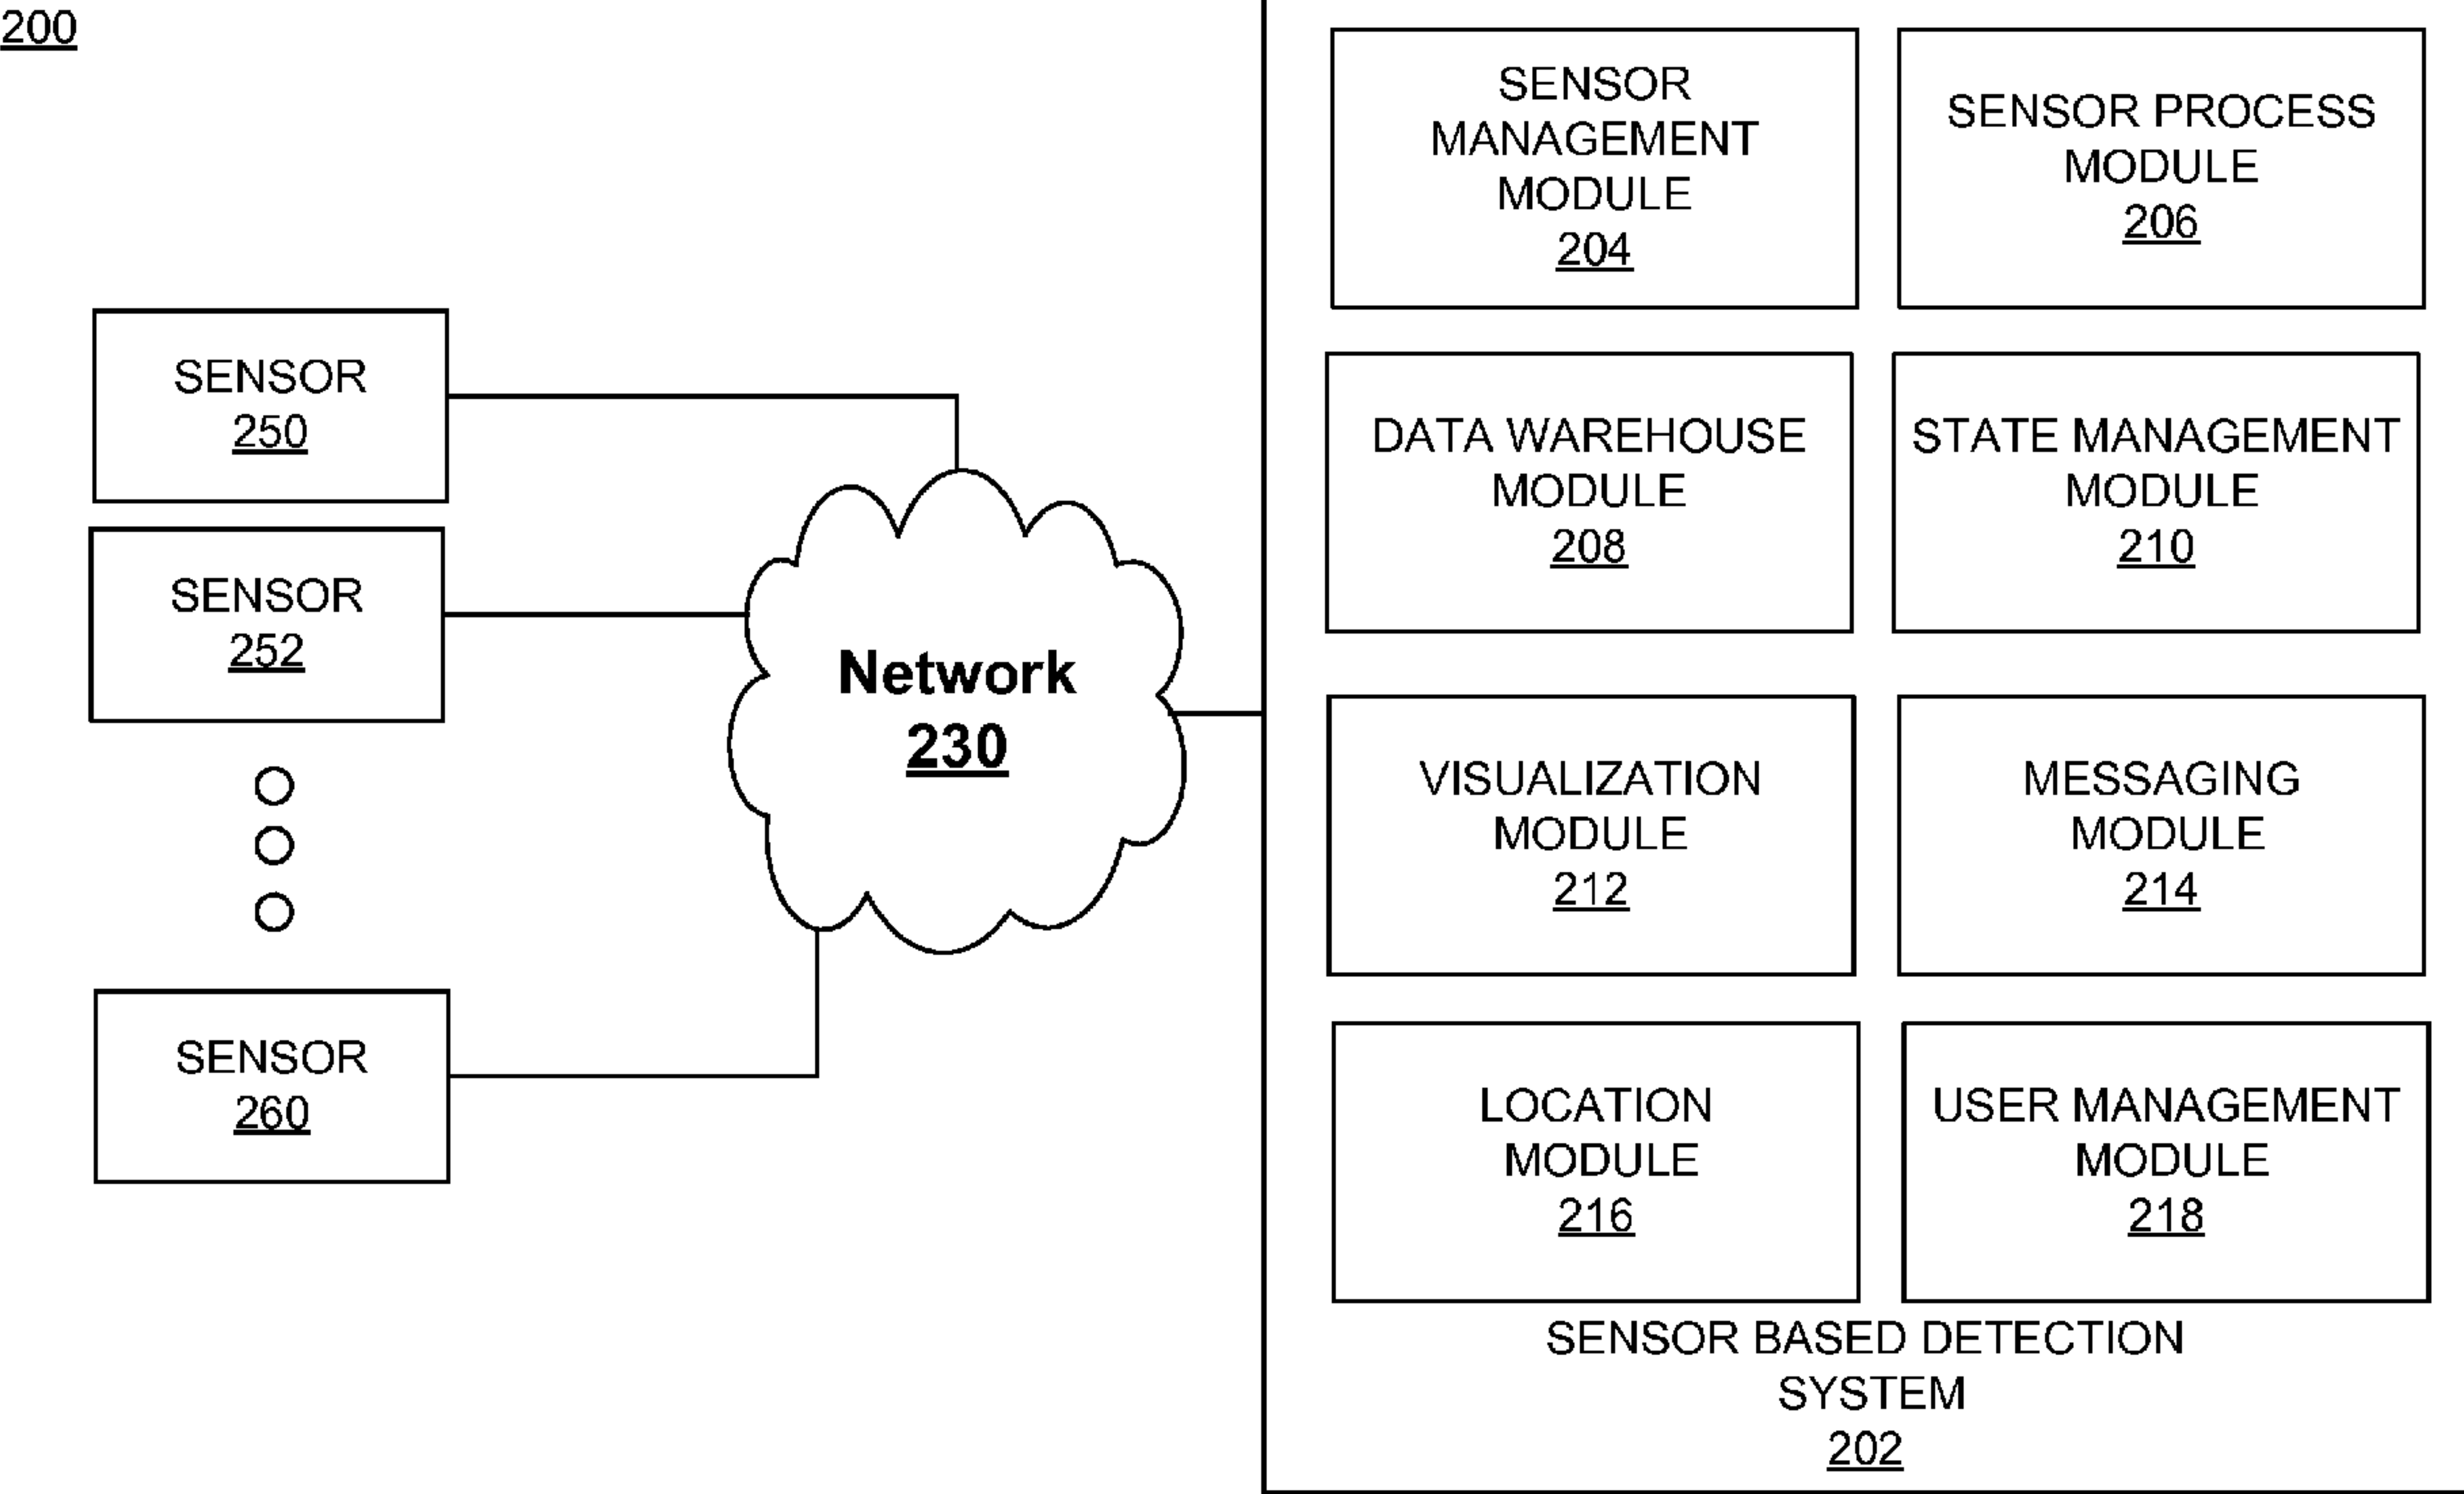 200
SENSOR
250
SENSOR
252
SENSOR
260
Network
230
SENSOR
MANAGEMENT
MODULE
204
SENSOR PROCESS
MODULE
206
DATA WAREHOUSE
MODULE
208
STATE MANAGEMENT
MODULE
210
VISUALIZATION
MODULE
212
MESSAGING
MODULE
214
LOCATION
MODULE
216
USER MANAGEMENT
MODULE
218
SENSOR BASED DETECTION
SYSTEM
202